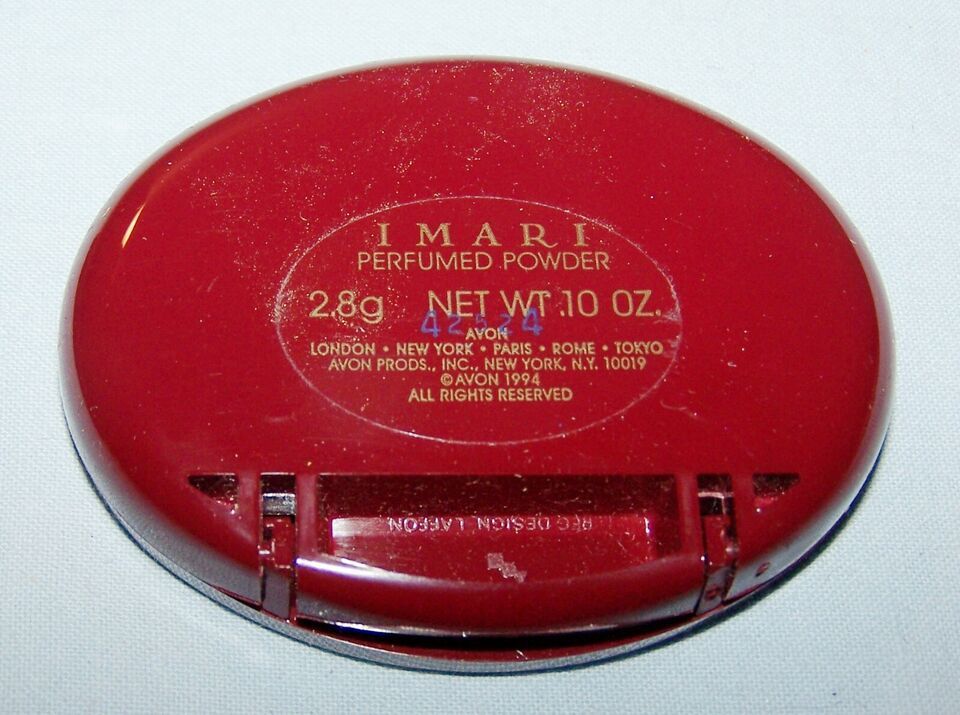 IMARI
PERFUMED POWDER
2.8g NET WT .10 OZ.
42524
AVON
LONDON • NEW YORK • PARIS • ROME • TOKYO
AVON PRODS., INC., NEW YORK, N.Y. 10019
©AVON 1994
ALL RIGHTS RESERVED
REG DESIGN LAFFON